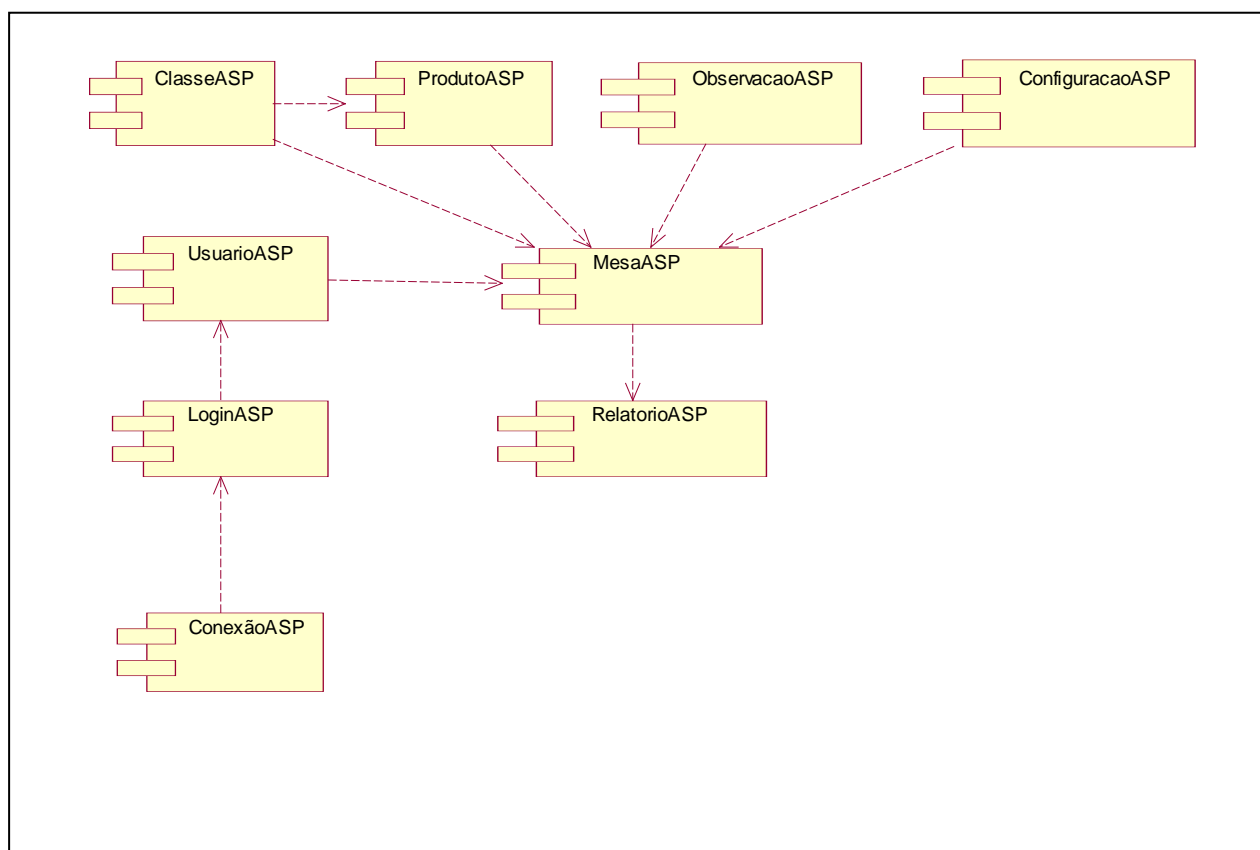 ClasseASP
ProdutoASP
ObservacaoASP
ConfiguracaoASP
UsuarioASP
MesaASP
LoginASP
RelatorioASP
ConexãoASP